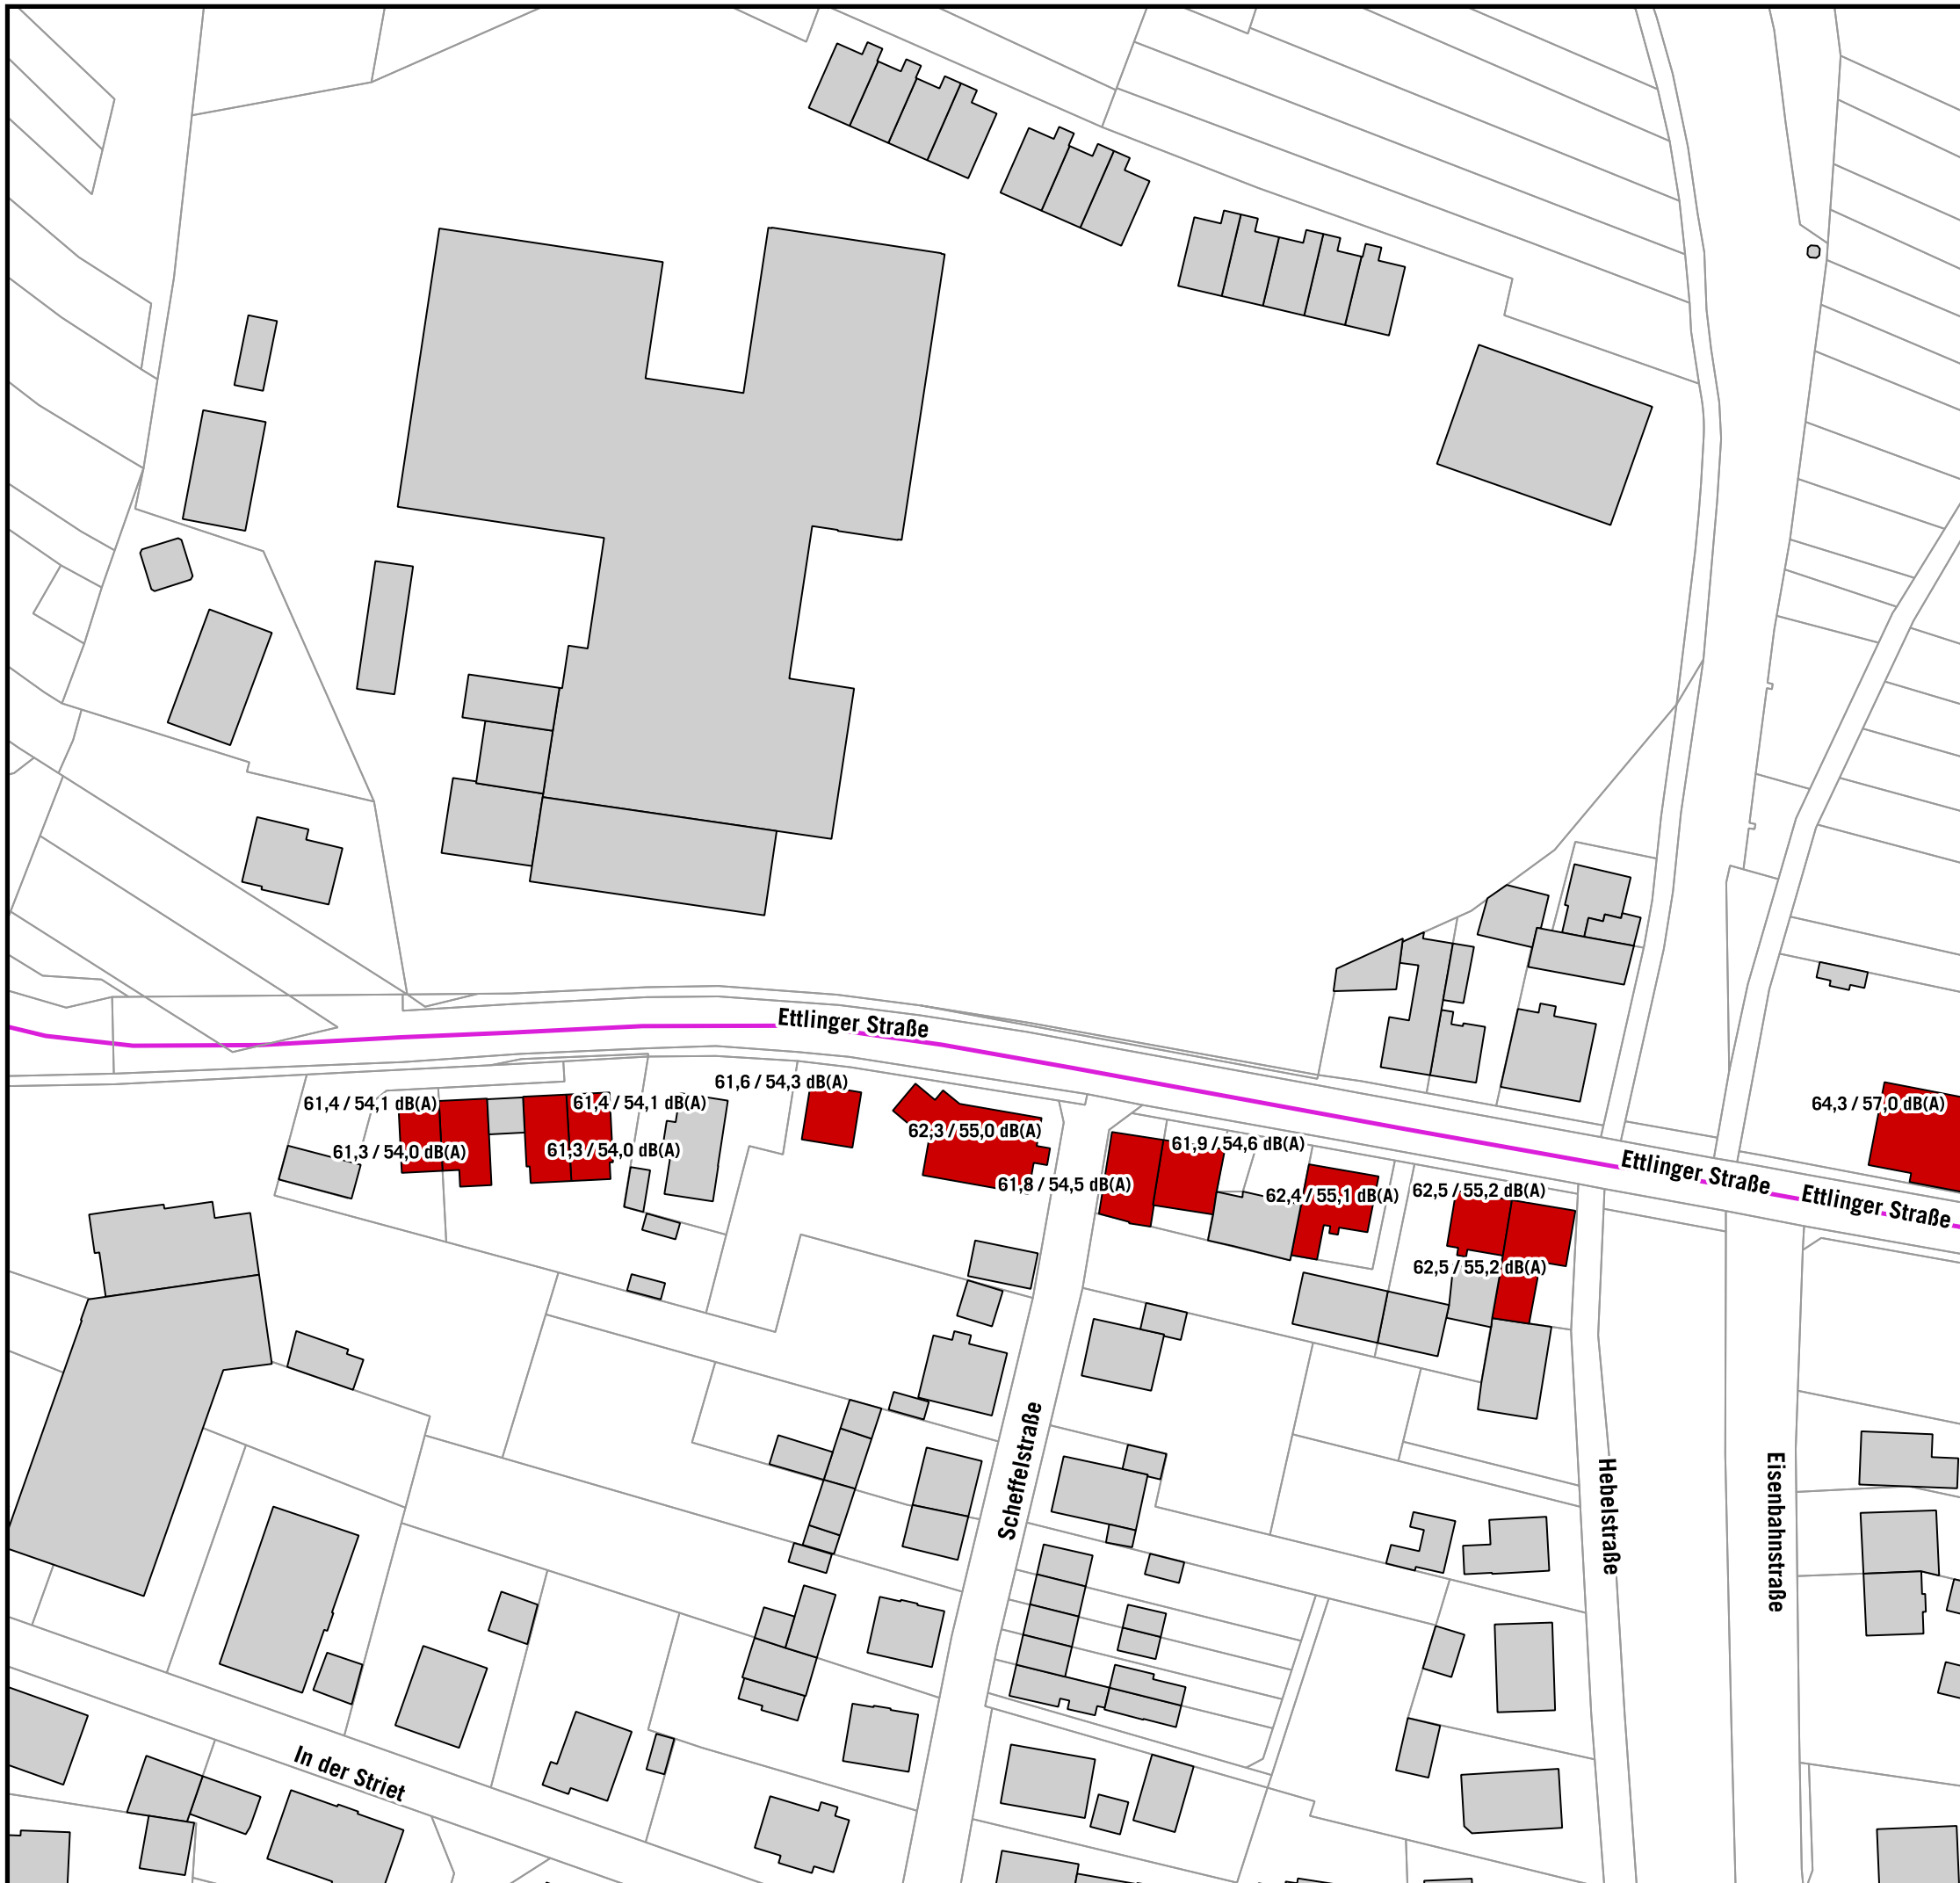 Ettlinger Straße
61,6 / 54,3 dB(A)
61,4 / 54,1 dB(A)
61,4 / 54,1 dB(A)
64,3 / 57,0 dB(A)
62,3 / 55,0 dB(A)
61,9 / 54,6 dB(A)
61,3 / 54,0 dB(A)
61,3 / 54,0 dB(A)
Ettlinger Straße
61,8 / 54,5 dB(A)
62,4 / 55,1 dB(A)
62,5 / 55,2 dB(A)
Ettlinger Straße
62,5 / 55,2 dB(A)
Scheffelstraße
Hebelstraße
Eisenbahnstraße
In der Striet